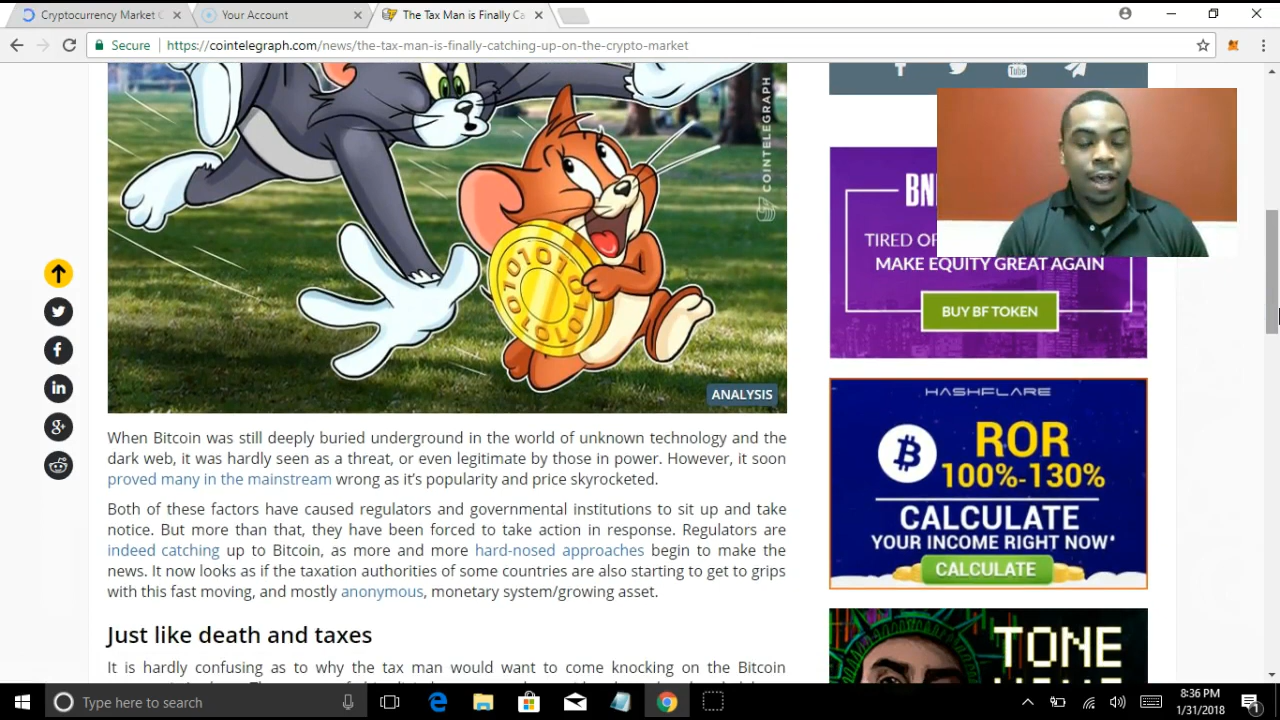 Cryptocurrency Market C
Your Account
The Tax Man is Finally Ca
Secure
https://cointelegraph.com/news/the-tax-man-is-finally-catching-up-on-the-crypto-market
You
Tube
COINTELEGRAPH
101010
101010
ANALYSIS
TIRED OF
MAKE EQUITY GREAT AGAIN
BUY BF TOKEN
HASHFLARE
ROR
100%-130%
CALCULATE
YOUR INCOME RIGHT NOW*
CALCULATE
TONE
When Bitcoin was still deeply buried underground in the world of unknown technology and the
dark web, it was hardly seen as a threat, or even legitimate by those in power. However, it soon
proved many in the mainstream wrong as it's popularity and price skyrocketed.
Both of these factors have caused regulators and governmental institutions to sit up and take
notice. But more than that, they have been forced to take action in response. Regulators are
indeed catching up to Bitcoin, as more and more hard-nosed approaches begin to make the
news. It now looks as if the taxation authorities of some countries are also starting to get to grips
with this fast moving, and mostly anonymous, monetary system/growing asset.
Just like death and taxes
It is hardly confusing as to why the tax man would want to come knocking on the Bitcoin
Type here to search
8:36 PM
1/31/2018
1